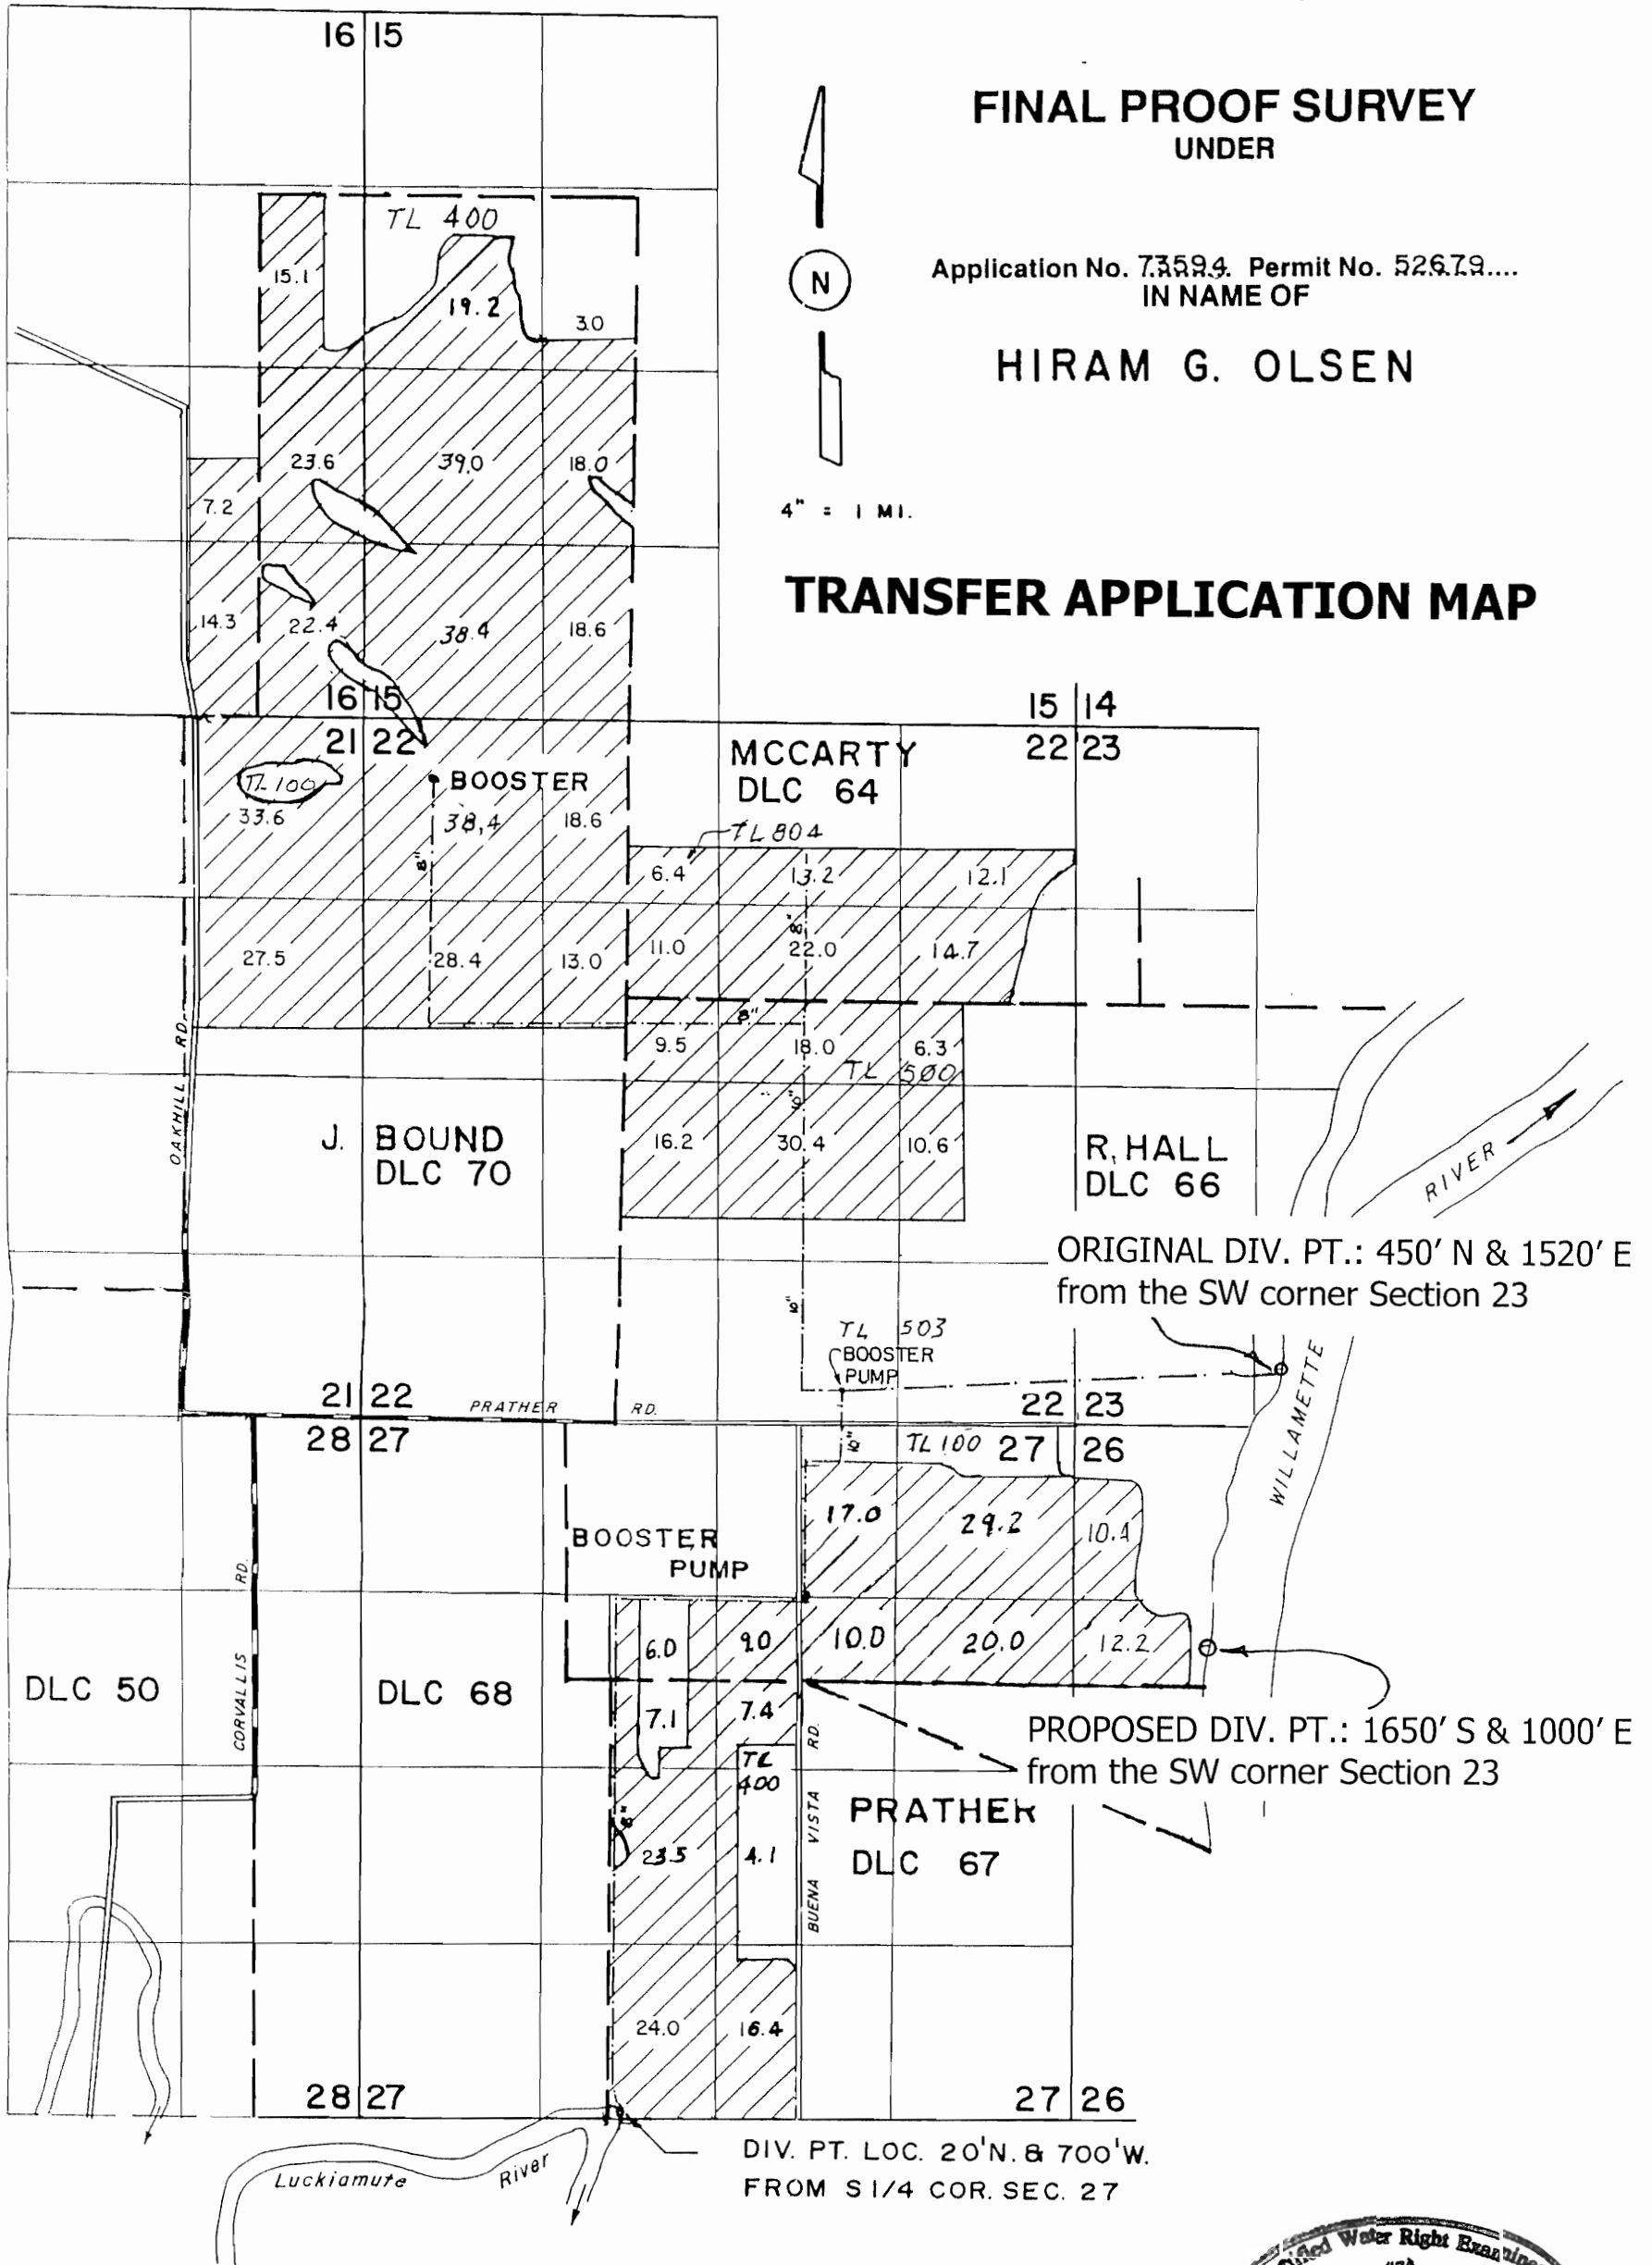 16 15
FINAL PROOF SURVEY
UNDER
Application No. 73594. Permit No. 52679....
IN NAME OF
HIRAM G. OLSEN
N
4" = 1 MI.
TRANSFER APPLICATION MAP
TL 400
15.1
19.2
3.0
23.6
39.0
18.0
7.2
14.3
22.4
38.4
18.6
16 15
21 22
15 14
22 23
MCCARTY
DLC 64
TL 100
BOOSTER
33.6
38.4
18.6
8"
TL 804
6.4
13.2
12.1
27.5
28.4
13.0
11.0
8"
22.0
14.7
8"
9.5
18.0
6.3
TL 500
OAKHILL RD.
J. BOUND
DLC 70
16.2
30.4
10.6
R. HALL
DLC 66
RIVER
ORIGINAL DIV. PT.: 450' N & 1520' E
from the SW corner Section 23
TL 503
BOOSTER
PUMP
WILLAMETTE
21 22
PRATHER RD.
22 23
28 27
TL 100
27 26
10"
17.0
29.2
10.4
BOOSTER
PUMP
CORVALLIS RD.
6.0
9.0
10.0
20.0
12.2
DLC 50
DLC 68
7.1
7.4
PROPOSED DIV. PT.: 1650' S & 1000' E
from the SW corner Section 23
TL
400
BUENA VISTA RD.
PRATHER
DLC 67
8"
23.5
4.1
24.0
16.4
28 27
27 26
DIV. PT. LOC. 20'N. & 700'W.
FROM S 1/4 COR. SEC. 27
Luckiamute River
Water Right